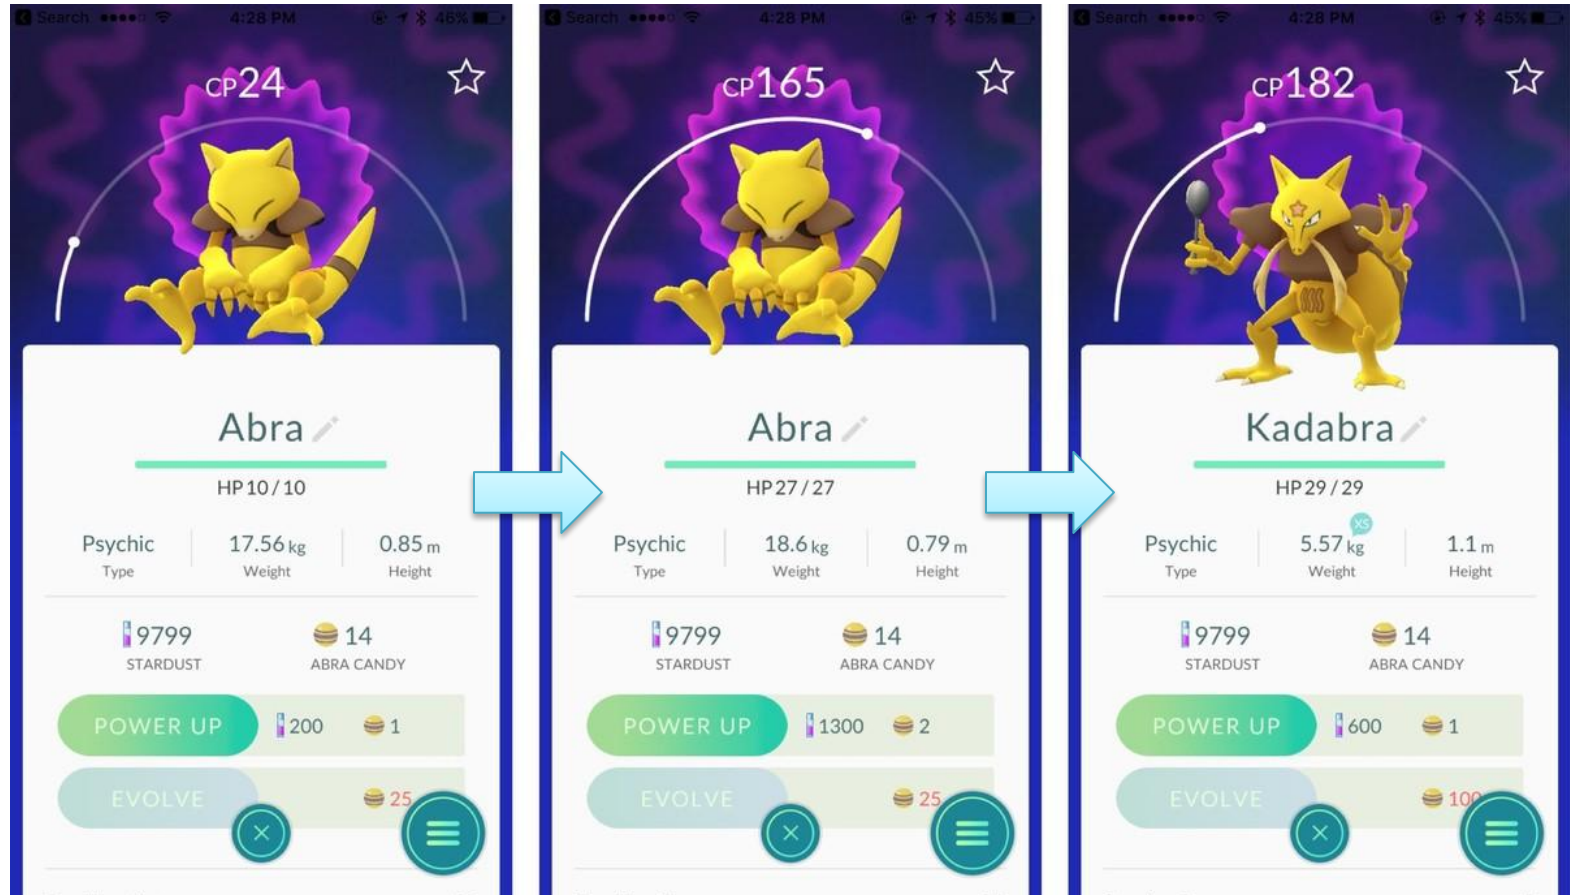 Search 4:28 PM 46%
CP24
Abra
HP 10 / 10
Psychic 17.56 kg 0.85 m
Type Weight Height
9799 14
STARDUST ABRA CANDY
POWER UP 200 1
EVOLVE 25
Search 4:28 PM 45%
CP165
Abra
HP 27 / 27
Psychic 18.6 kg 0.79 m
Type Weight Height
9799 14
STARDUST ABRA CANDY
POWER UP 1300 2
EVOLVE 25
Search 4:28 PM 45%
CP182
Kadabra
HP 29 / 29
XS
Psychic 5.57 kg 1.1 m
Type Weight Height
9799 14
STARDUST ABRA CANDY
POWER UP 600 1
EVOLVE 100